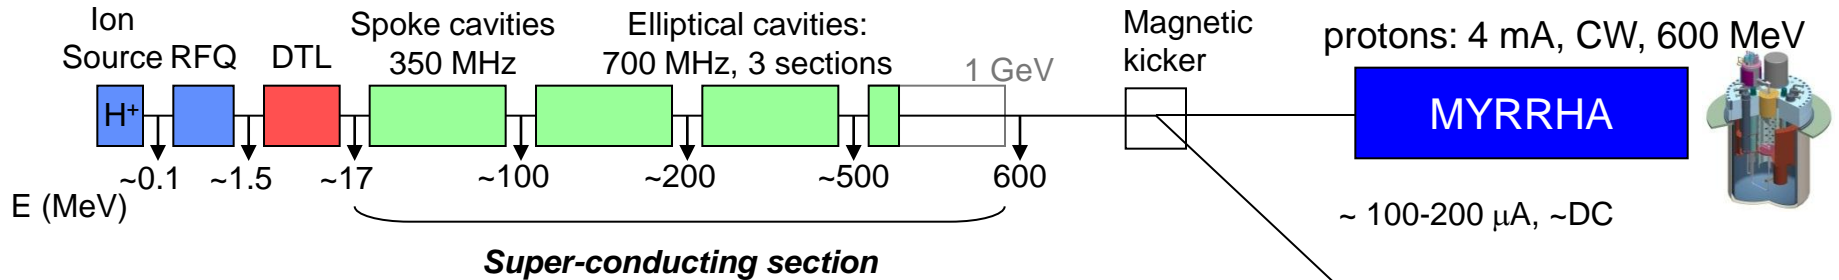 Ion
Source RFQ DTL
Spoke cavities
350 MHz
Elliptical cavities:
700 MHz, 3 sections
1 GeV
Magnetic
kicker
protons: 4 mA, CW, 600 MeV
H+
MYRRHA
~0.1 ~1.5 ~17 ~100 ~200 ~500 600
E (MeV)
~ 100-200 μA, ~DC
Super-conducting section